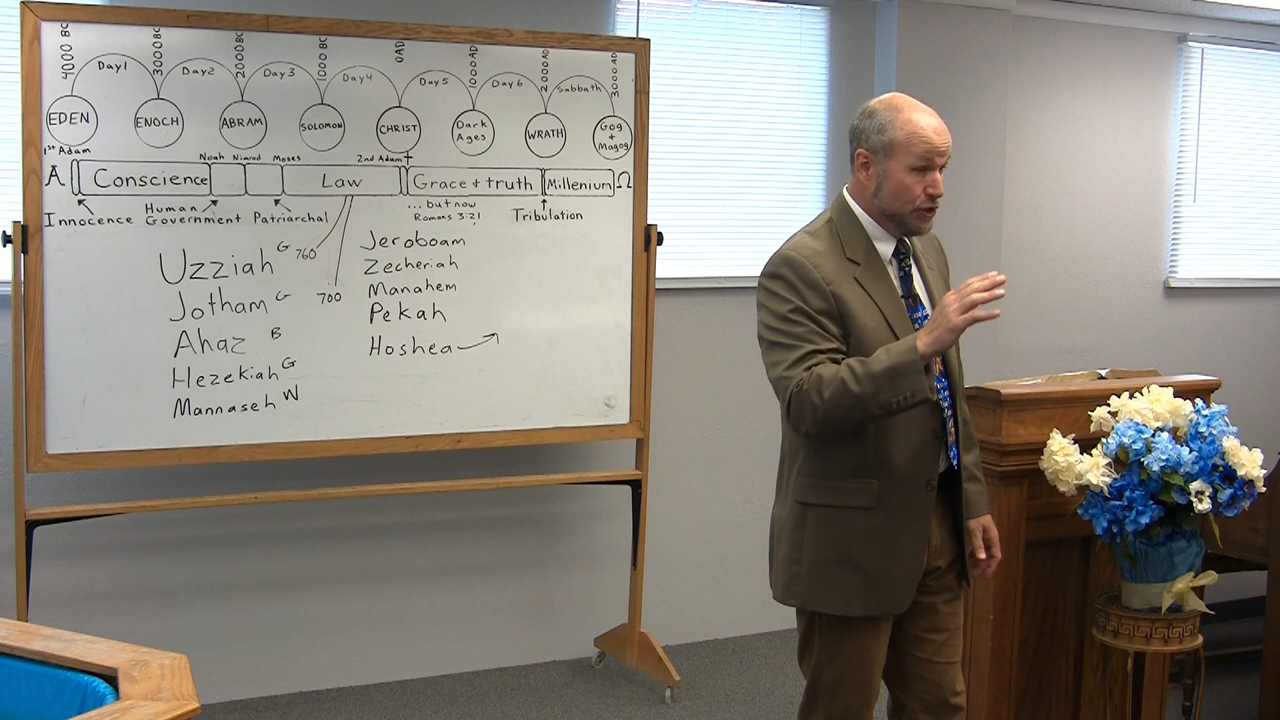 4000 BC 3000 BC 2000 BC 1000 BC 0AD 1000 AD 2000 AD 3000 AD
Day1 Day2 Day3 Day4 Day5 Day6 Sabbath
EDEN ENOCH ABRAM SOLOMON CHRIST Dark Ages WRATH Gog + Magog
1st Adam Noah Nimrod Moses 2nd Adam
A Conscience Law Grace + truth Millenium Ω
Innocence Human Government Patriarchal ...but now Romans 3:21 Tribulation
Uzziah G 760 Jeroboam
Jotham G 700 Zecheriah
Ahaz B Manahem
Hezekiah G Pekah
Mannaseh W Hoshea